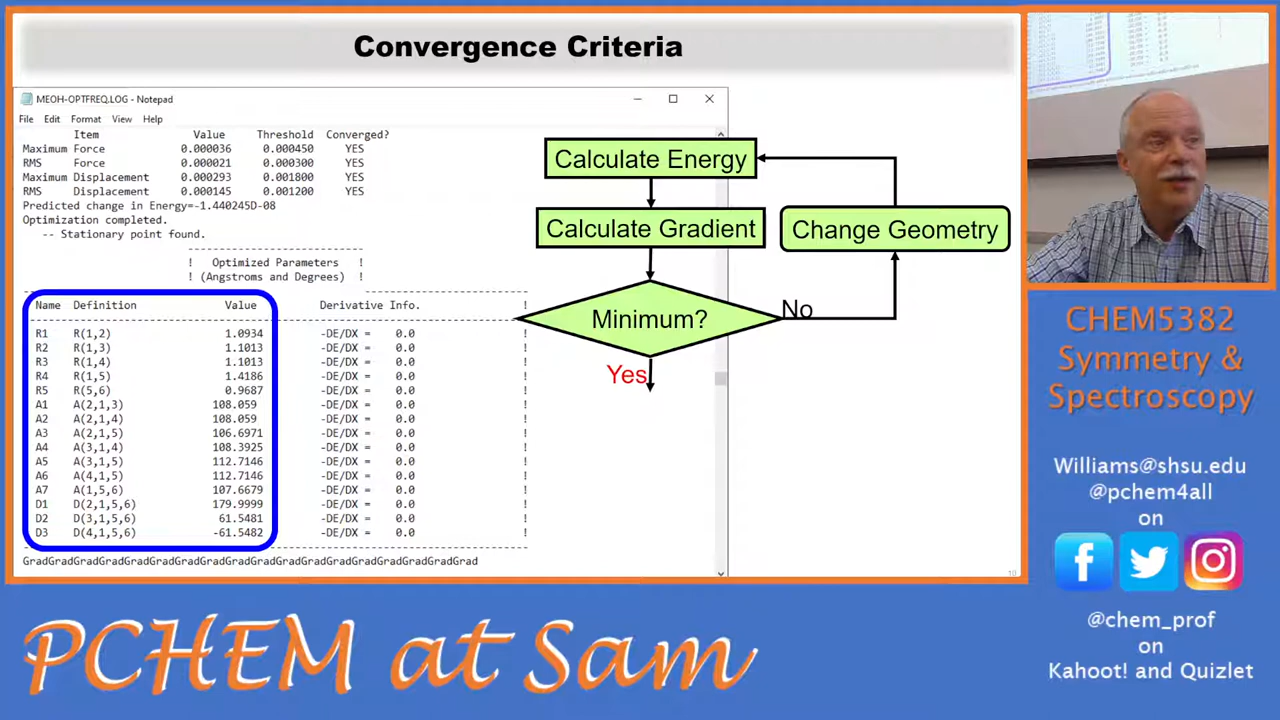 Convergence Criteria
MEOH-OPTFREQ.LOG - Notepad
File Edit Format View Help
Item Value Threshold Converged?
Maximum Force 0.000036 0.000450 YES
RMS Force 0.000021 0.000300 YES
Maximum Displacement 0.000293 0.001800 YES
RMS Displacement 0.000145 0.001200 YES
Predicted change in Energy=-1.440245D-08
Optimization completed.
-- Stationary point found.
----------------------------
! Optimized Parameters !
! (Angstroms and Degrees) !
Name Definition Value Derivative Info. !
R1 R(1,2) 1.0934 -DE/DX = 0.0 !
R2 R(1,3) 1.1013 -DE/DX = 0.0 !
R3 R(1,4) 1.1013 -DE/DX = 0.0 !
R4 R(1,5) 1.4186 -DE/DX = 0.0 !
R5 R(5,6) 0.9687 -DE/DX = 0.0 !
A1 A(2,1,3) 108.059 -DE/DX = 0.0 !
A2 A(2,1,4) 108.059 -DE/DX = 0.0 !
A3 A(2,1,5) 106.6971 -DE/DX = 0.0 !
A4 A(3,1,4) 108.3925 -DE/DX = 0.0 !
A5 A(3,1,5) 112.7146 -DE/DX = 0.0 !
A6 A(4,1,5) 112.7146 -DE/DX = 0.0 !
A7 A(1,5,6) 107.6679 -DE/DX = 0.0 !
D1 D(2,1,5,6) 179.9999 -DE/DX = 0.0 !
D2 D(3,1,5,6) 61.5481 -DE/DX = 0.0 !
D3 D(4,1,5,6) -61.5482 -DE/DX = 0.0 !
GradGradGradGradGradGradGradGradGradGradGradGradGradGradGradGradGradGrad
Calculate Energy
Calculate Gradient
Change Geometry
Minimum?
No
Yes
10
CHEM5382
Symmetry &
Spectroscopy
Williams@shsu.edu
@pchem4all
on
@chem_prof
on
Kahoot! and Quizlet
PCHEM at Sam